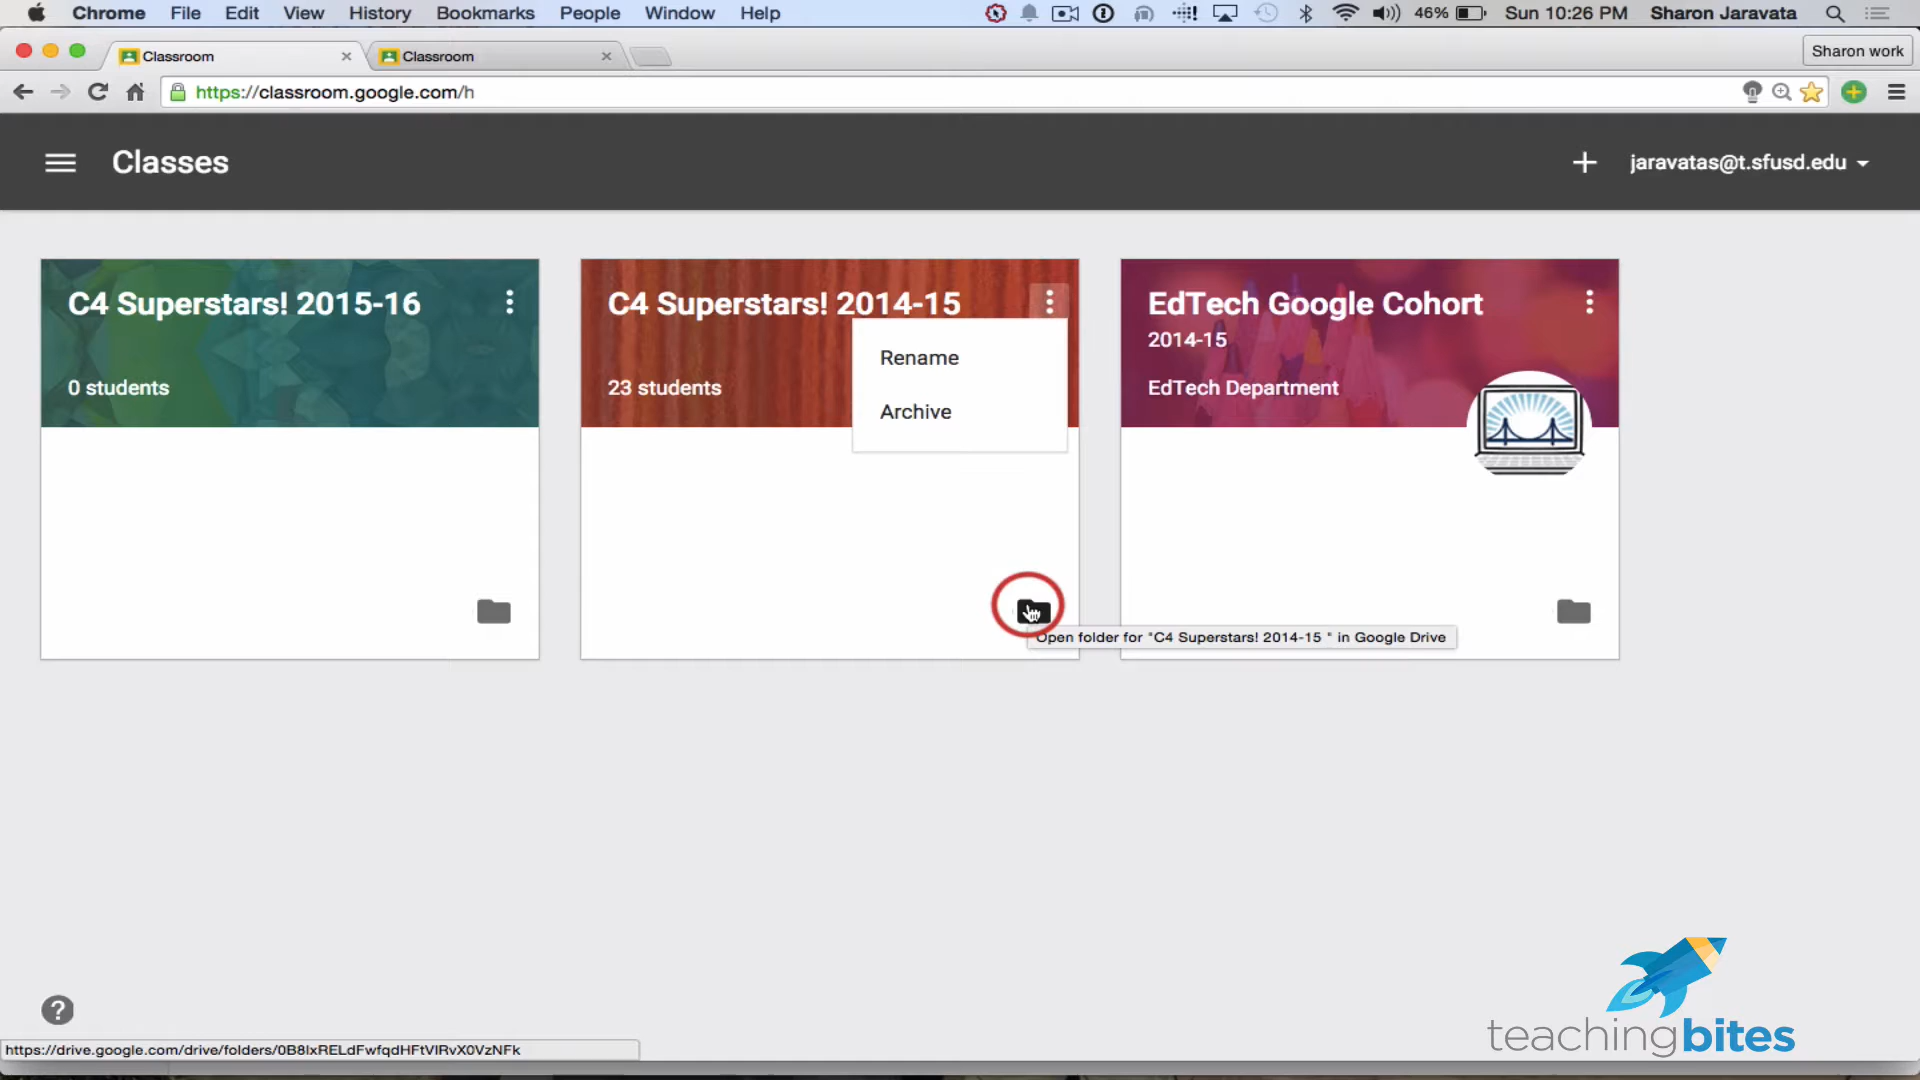 Chrome File Edit View History Bookmarks People Window Help 46% Sun 10:26 PM Sharon Jaravata
Classroom Classroom Sharon work
https://classroom.google.com/h
Classes + jaravatas@t.sfusd.edu
C4 Superstars! 2015-16
0 students
C4 Superstars! 2014-15
23 students
Rename
Archive
EdTech Google Cohort
2014-15
EdTech Department
Open folder for "C4 Superstars! 2014-15 " in Google Drive
?
teachingbites
https://drive.google.com/drive/folders/0B8IxRELdFwfqdHFtVlRvX0VzNFk